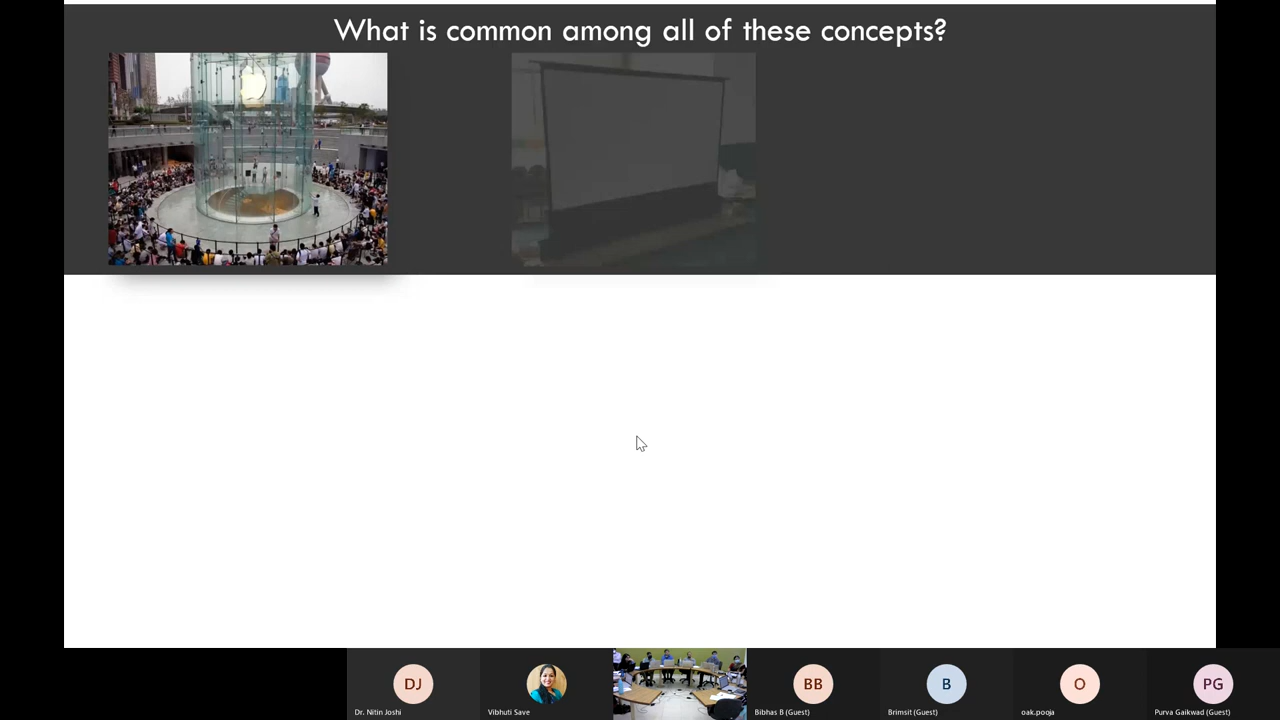 What is common among all of these concepts?
DJ
BB
B
O
PG
Dr. Nitin Joshi
Vibhuti Save
Bibhas B (Guest)
Brimsit (Guest)
oak.pooja
Purva Gaikwad (Guest)